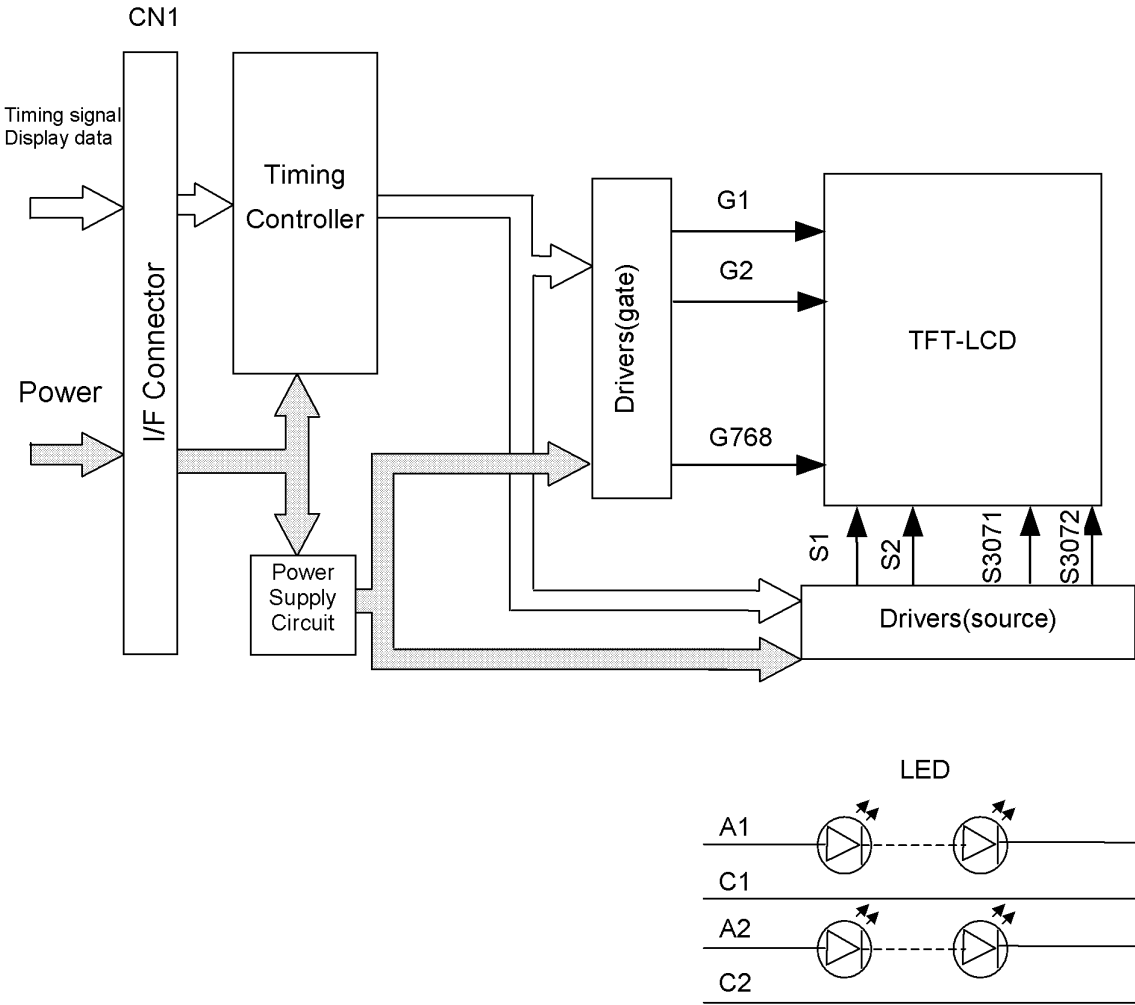 CN1
Timing signal
Display data
Power
I/F Connector
Timing
Controller
Power
Supply
Circuit
Drivers(gate)
G1
G2
G768
TFT-LCD
S1
S2
S3071
S3072
Drivers(source)
LED
A1
C1
A2
C2